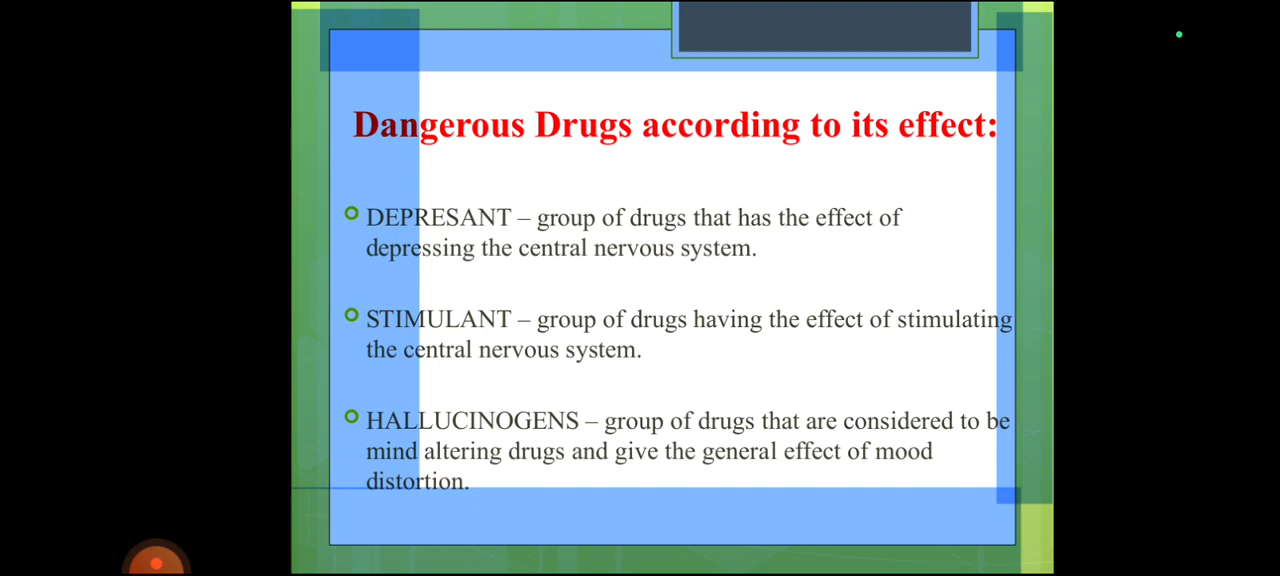 Dangerous Drugs according to its effect:
DEPRESANT – group of drugs that has the effect of
depressing the central nervous system.
STIMULANT – group of drugs having the effect of stimulating
the central nervous system.
HALLUCINOGENS – group of drugs that are considered to be
mind altering drugs and give the general effect of mood
distortion.